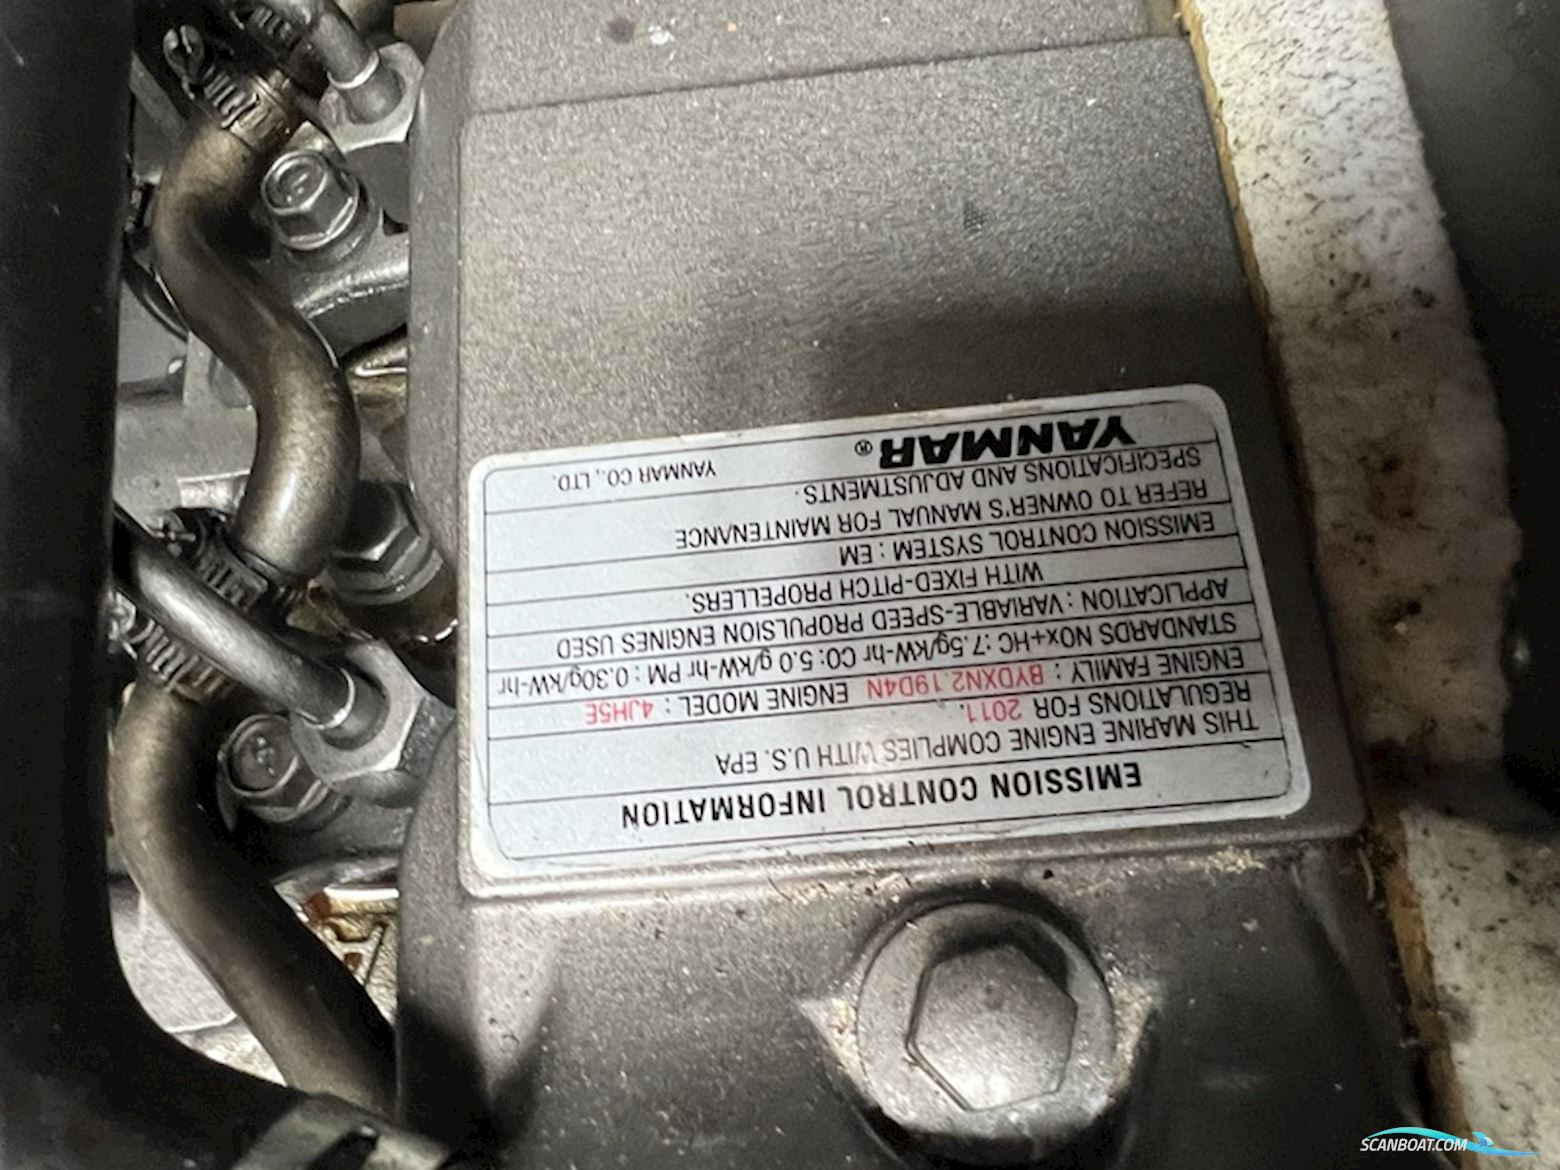 EMISSION CONTROL INFORMATION
THIS MARINE ENGINE COMPLIES WITH U.S. EPA
REGULATIONS FOR 2011.
ENGINE FAMILY : BYDXN2.19D4N ENGINE MODEL : 4JH5E
STANDARDS NOx+HC :7.5g/kW-hr CO:5.0 g/kW-hr PM : 0.30g/kW-hr
APPLICATION : VARIABLE-SPEED PROPULSION ENGINES USED
WITH FIXED-PITCH PROPELLERS.
EMISSION CONTROL SYSTEM : EM
REFER TO OWNER'S MANUAL FOR MAINTENANCE
SPECIFICATIONS AND ADJUSTMENTS.
YANMAR® YANMAR CO., LTD.
SCANBOAT.COM